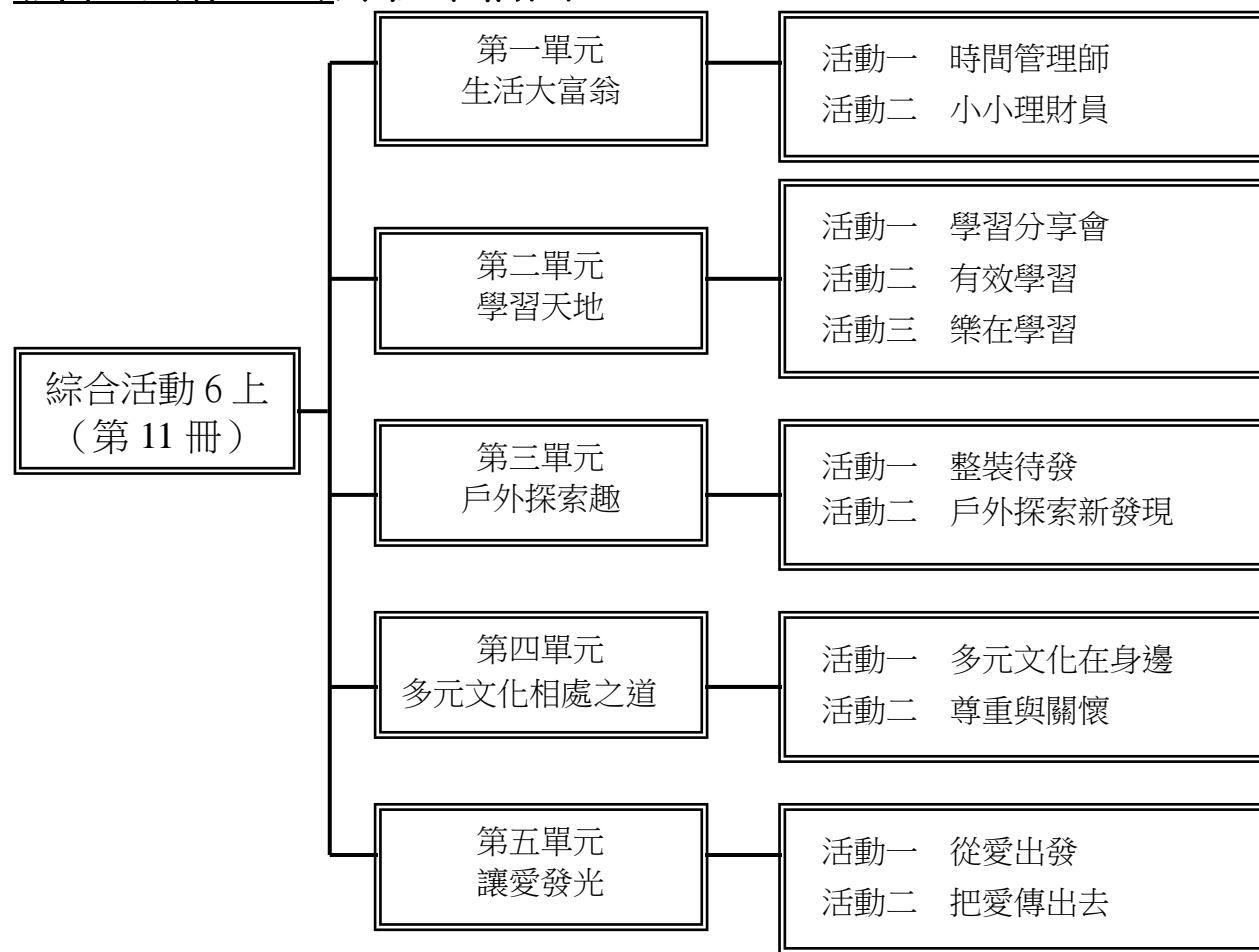 第一單元
生活大富翁
活動一 時間管理師
活動二 小小理財員
第二單元
學習天地
活動一 學習分享會
活動二 有效學習
活動三 樂在學習
綜合活動 6 上
（第 11 冊）
第三單元
戶外探索趣
活動一 整裝待發
活動二 戶外探索新發現
第四單元
多元文化相處之道
活動一 多元文化在身邊
活動二 尊重與關懷
第五單元
讓愛發光
活動一 從愛出發
活動二 把愛傳出去